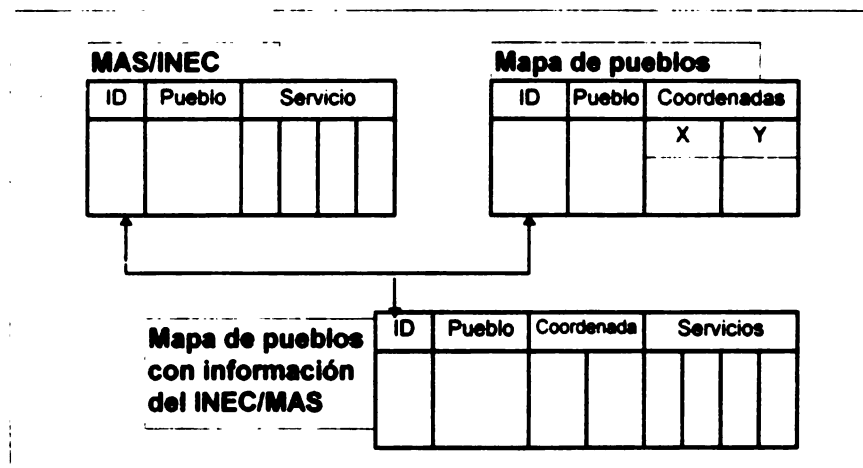 MAS/INEC
ID Pueblo Servicio
Mapa de pueblos
ID Pueblo Coordenadas
X Y
Mapa de pueblos
con información
del INEC/MAS
ID Pueblo Coordenada Servicios